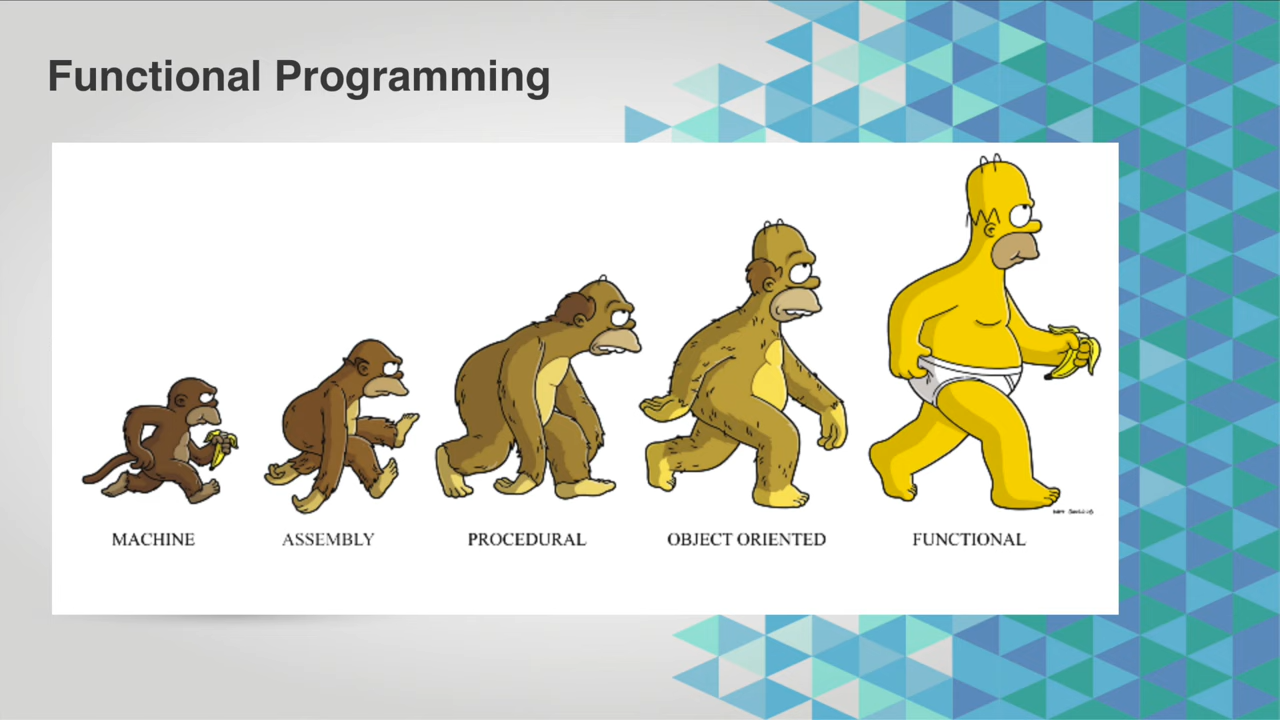 Functional Programming
MACHINE
ASSEMBLY
PROCEDURAL
OBJECT ORIENTED
FUNCTIONAL